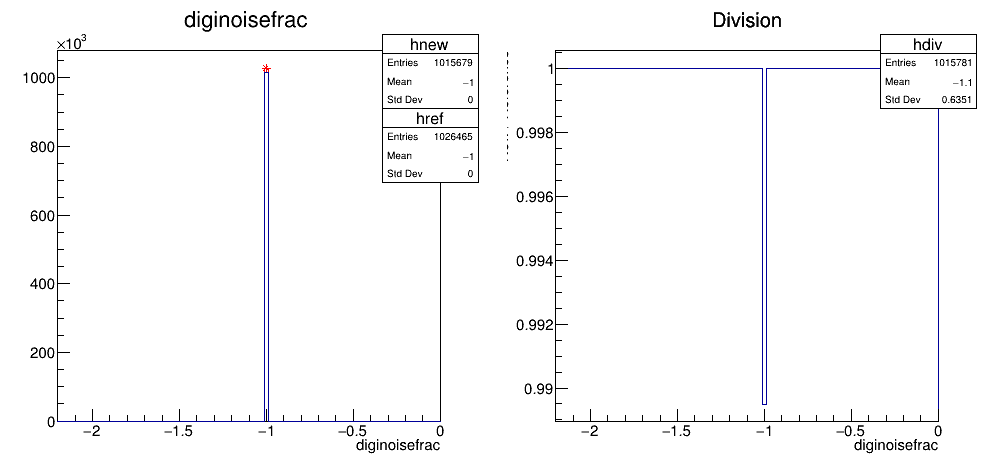 diginoisefrac
×10³
hnew
Entries 1015679
Mean −1
Std Dev 0
href
Entries 1026465
Mean −1
Std Dev 0
1000
800
600
400
200
0
−2 −1.5 −1 −0.5 0
diginoisefrac
Division
hdiv
Entries 1015781
Mean −1.1
Std Dev 0.6351
1
0.998
0.996
0.994
0.992
0.99
−2 −1.5 −1 −0.5 0
diginoisefrac